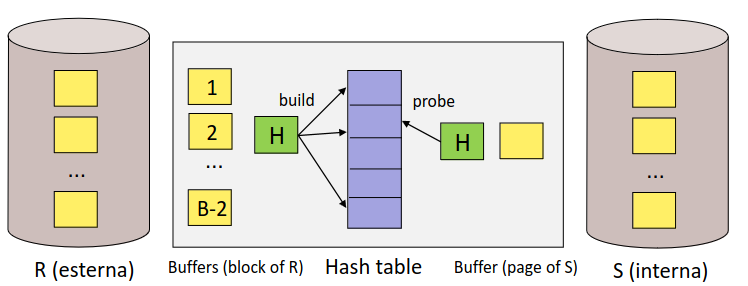 build
probe
1
2
...
B-2
H
H
...
...
R (esterna)
Buffers (block of R)
Hash table
Buffer (page of S)
S (interna)